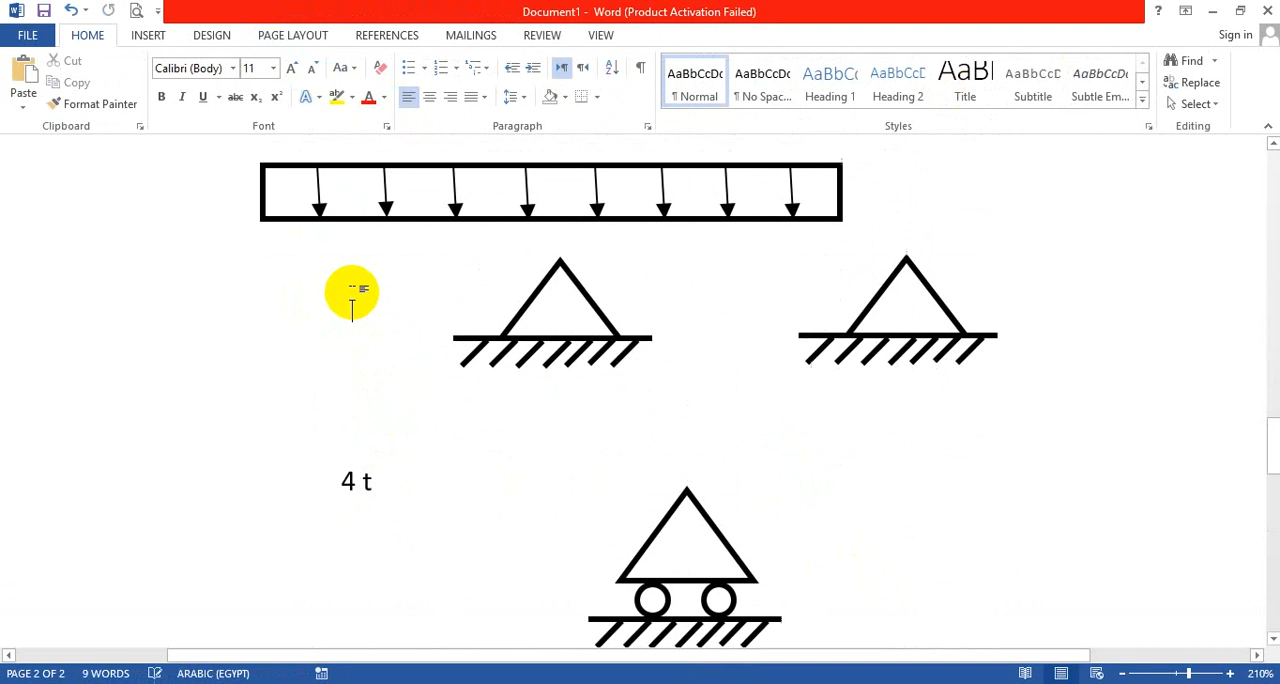 Document1 - Word (Product Activation Failed)
FILE HOME INSERT DESIGN PAGE LAYOUT REFERENCES MAILINGS REVIEW VIEW Sign in
Paste
Cut
Copy
Format Painter
Clipboard
Calibri (Body) 11
Font
Paragraph
AaBbCcDc AaBbCcDc AaBbCc AaBbCcD AaBl AaBbCcD AaBbCcDc
¶ Normal ¶ No Spac... Heading 1 Heading 2 Title Subtitle Subtle Em...
Styles
Find
Replace
Select
Editing
4 t
PAGE 2 OF 2 9 WORDS ARABIC (EGYPT) 210%